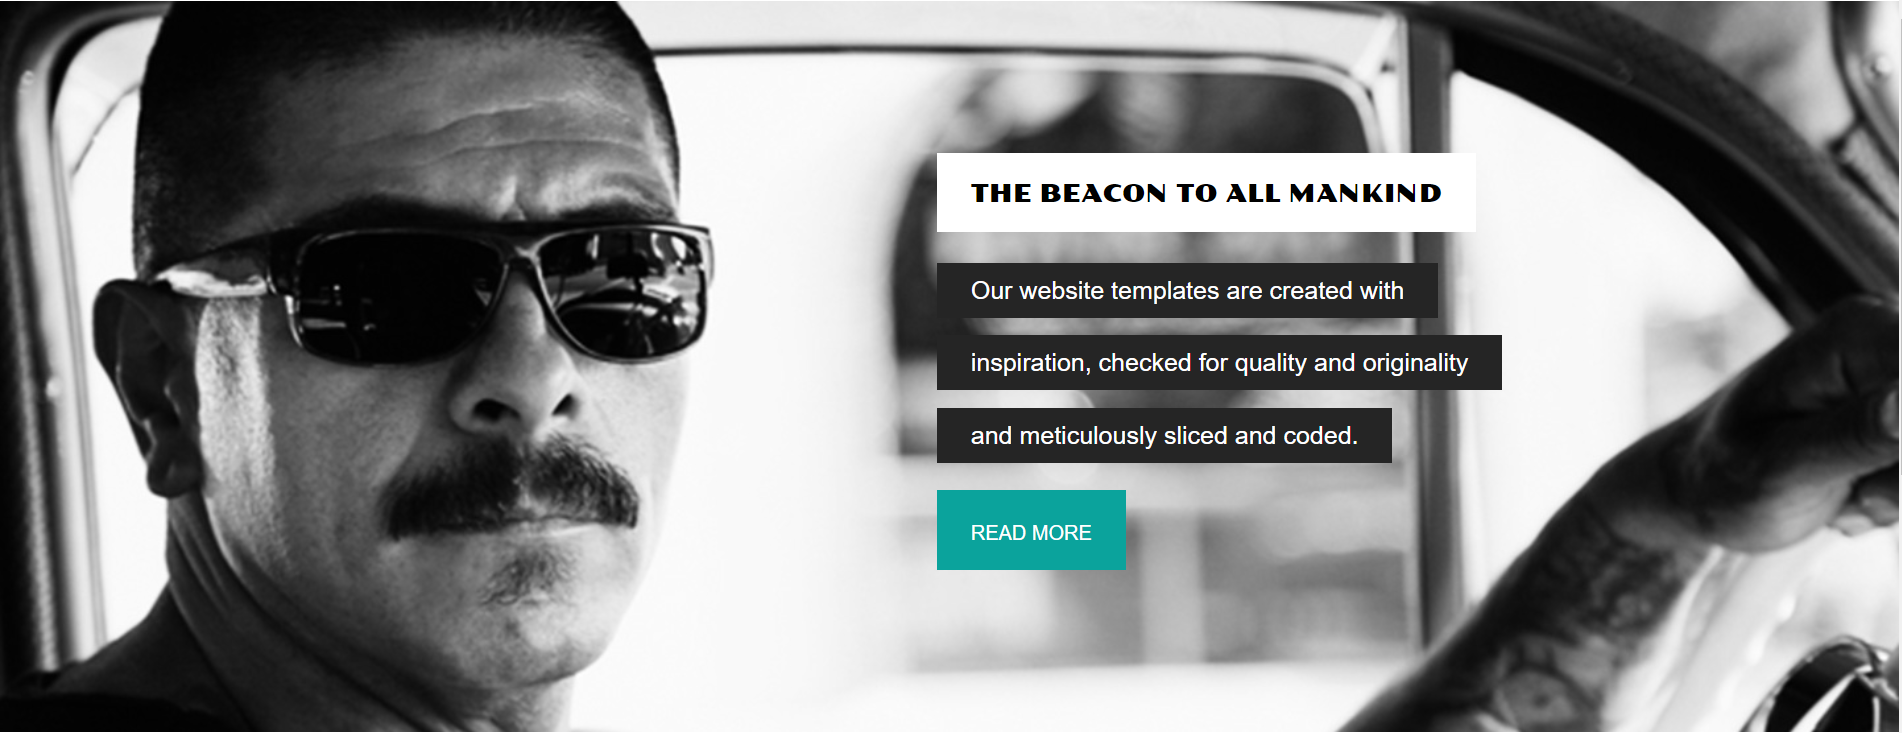 THE BEACON TO ALL MANKIND
Our website templates are created with
inspiration, checked for quality and originality
and meticulously sliced and coded.
READ MORE